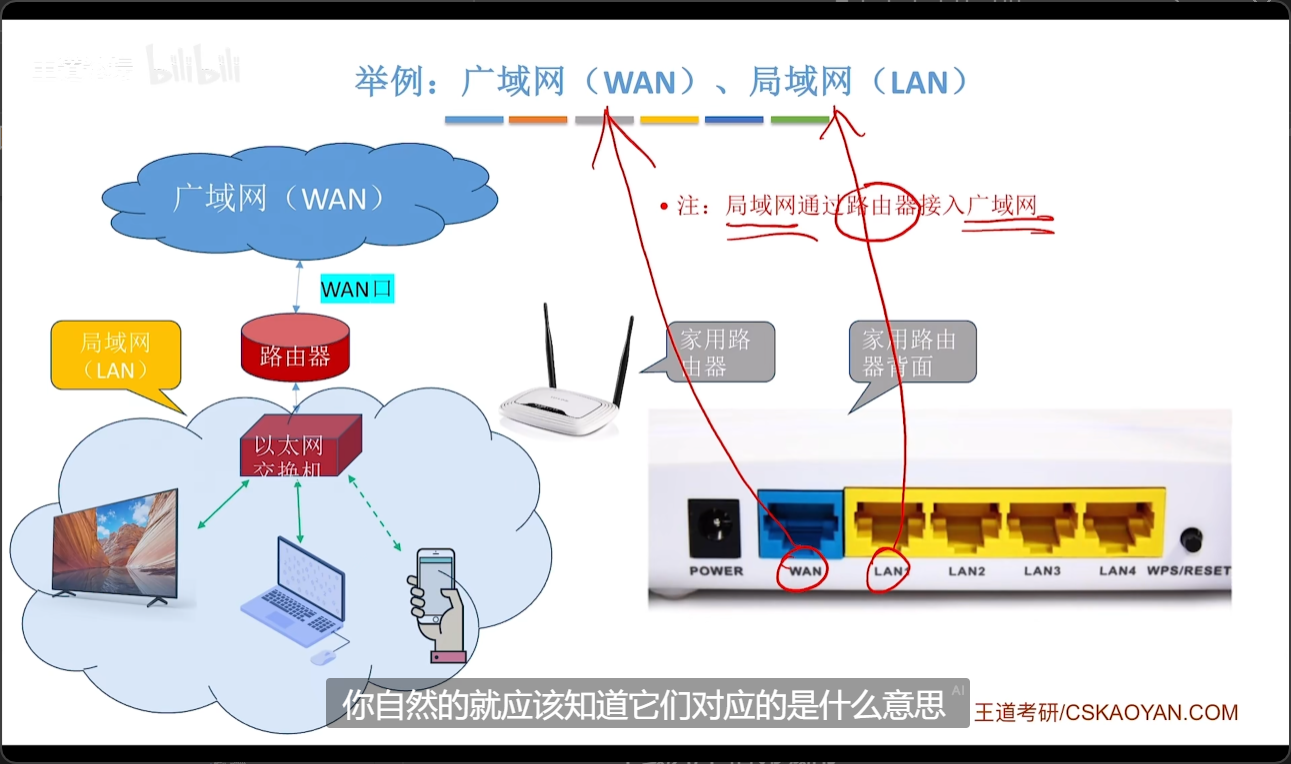 bilibili
举例：广域网（WAN）、局域网（LAN）
广域网（WAN）
• 注：局域网通过路由器接入广域网
WAN口
局域网
（LAN）
路由器
家用路
由器
家用路由
器背面
以太网
交换机
POWER
WAN
LAN1
LAN2
LAN3
LAN4
WPS/RESET
你自然的就应该知道它们对应的是什么意思
AI
王道考研/CSKAOYAN.COM